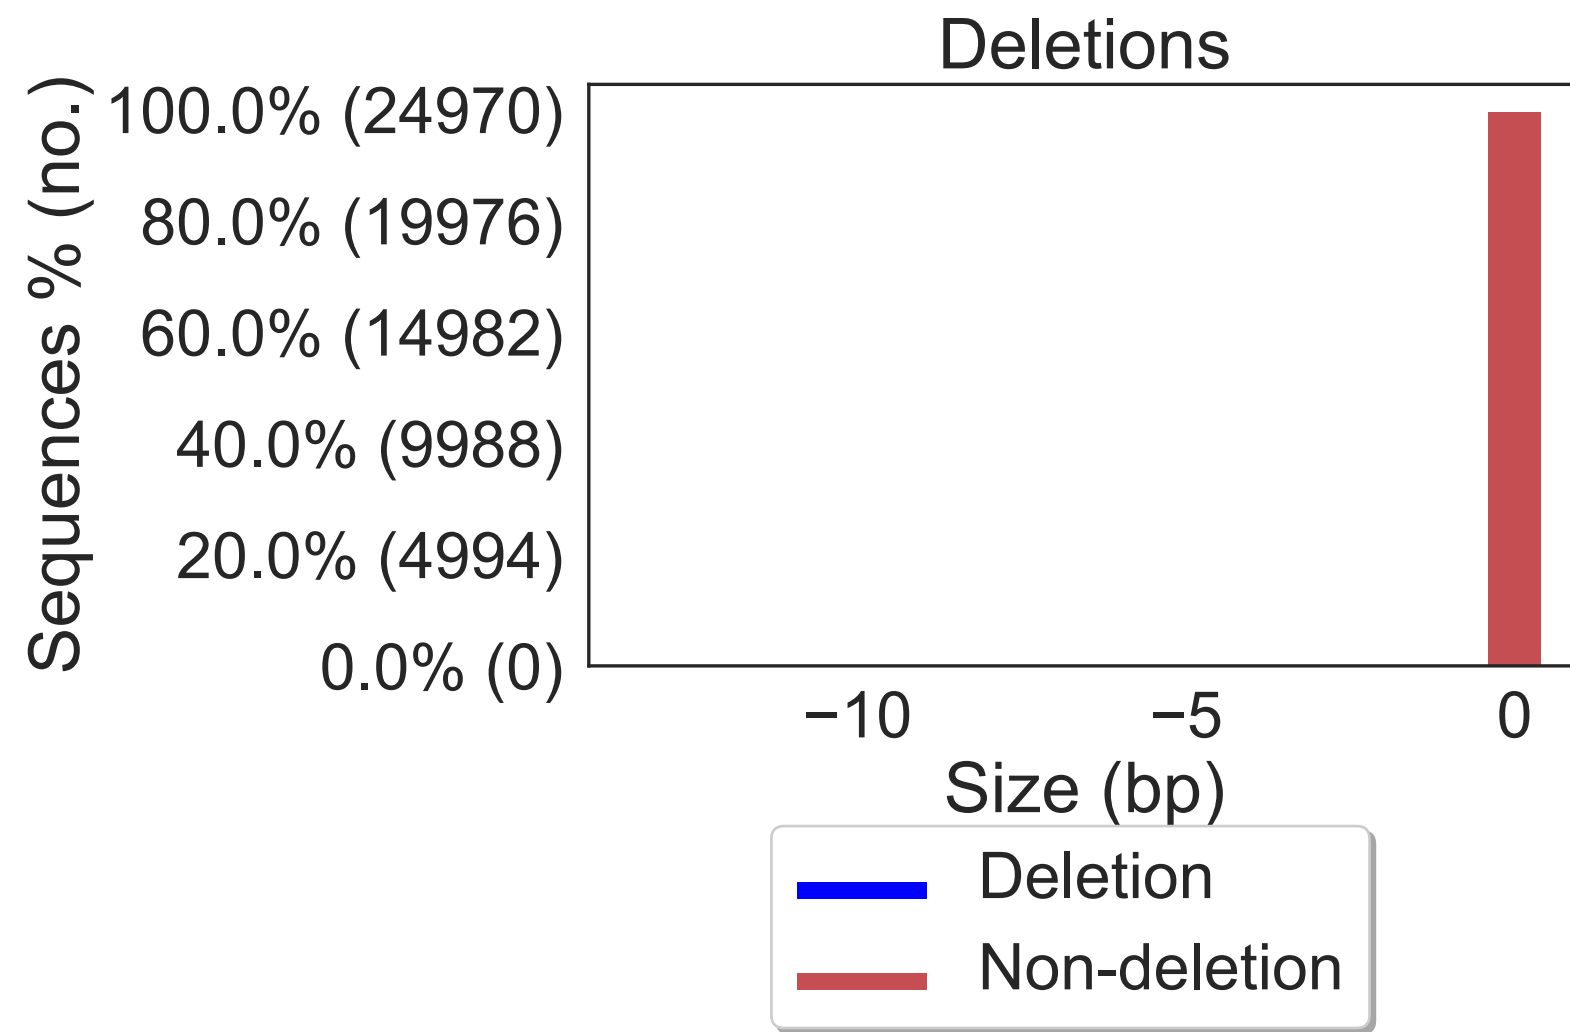 Deletions
Sequences % (no.)
100.0% (24970)
80.0% (19976)
60.0% (14982)
40.0% (9988)
20.0% (4994)
0.0% (0)
−10 −5 0
Size (bp)
Deletion
Non-deletion